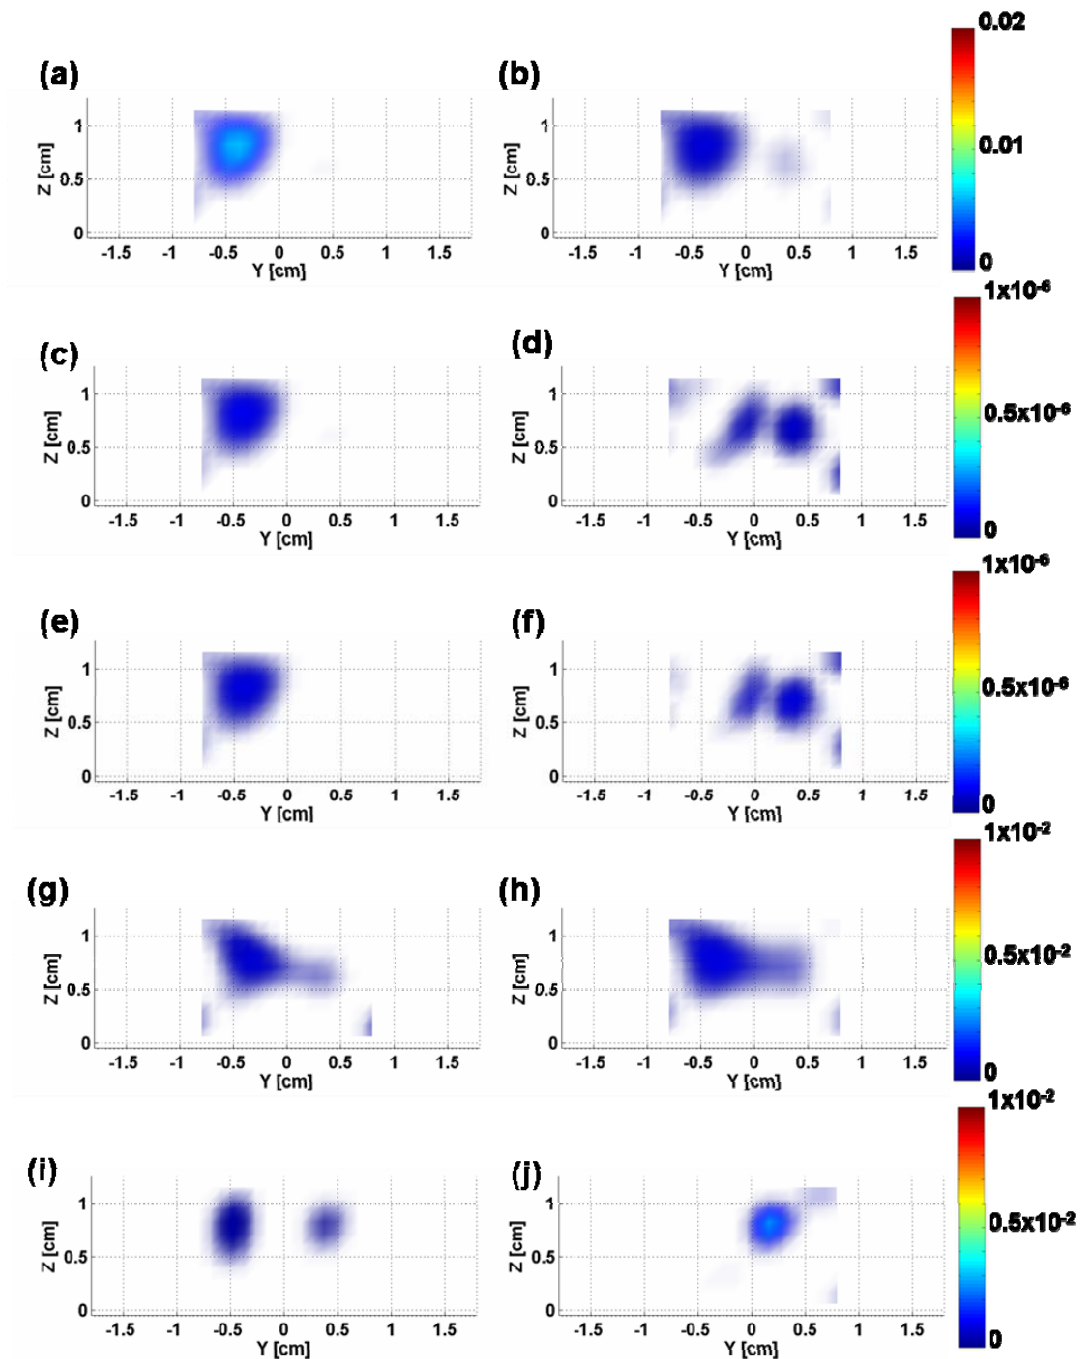 (a) (b) 0.02
1 1
Z [cm] 0.5 Z [cm] 0.5 0.01
0 0 0
-1.5 -1 -0.5 0 0.5 1 1.5 -1.5 -1 -0.5 0 0.5 1 1.5
Y [cm] Y [cm]
(c) (d) 1x10-6
1 1
Z [cm] 0.5 Z [cm] 0.5 0.5x10-6
0 0 0
-1.5 -1 -0.5 0 0.5 1 1.5 -1.5 -1 -0.5 0 0.5 1 1.5
Y [cm] Y [cm]
(e) (f) 1x10-6
1 1
Z [cm] 0.5 Z [cm] 0.5 0.5x10-6
0 0 0
-1.5 -1 -0.5 0 0.5 1 1.5 -1.5 -1 -0.5 0 0.5 1 1.5
Y [cm] Y [cm]
(g) (h) 1x10-2
1 1
Z [cm] 0.5 Z [cm] 0.5 0.5x10-2
0 0 0
-1.5 -1 -0.5 0 0.5 1 1.5 -1.5 -1 -0.5 0 0.5 1 1.5
Y [cm] Y [cm]
(i) (j) 1x10-2
1 1
Z [cm] 0.5 Z [cm] 0.5 0.5x10-2
0 0 0
-1.5 -1 -0.5 0 0.5 1 1.5 -1.5 -1 -0.5 0 0.5 1 1.5
Y [cm] Y [cm]